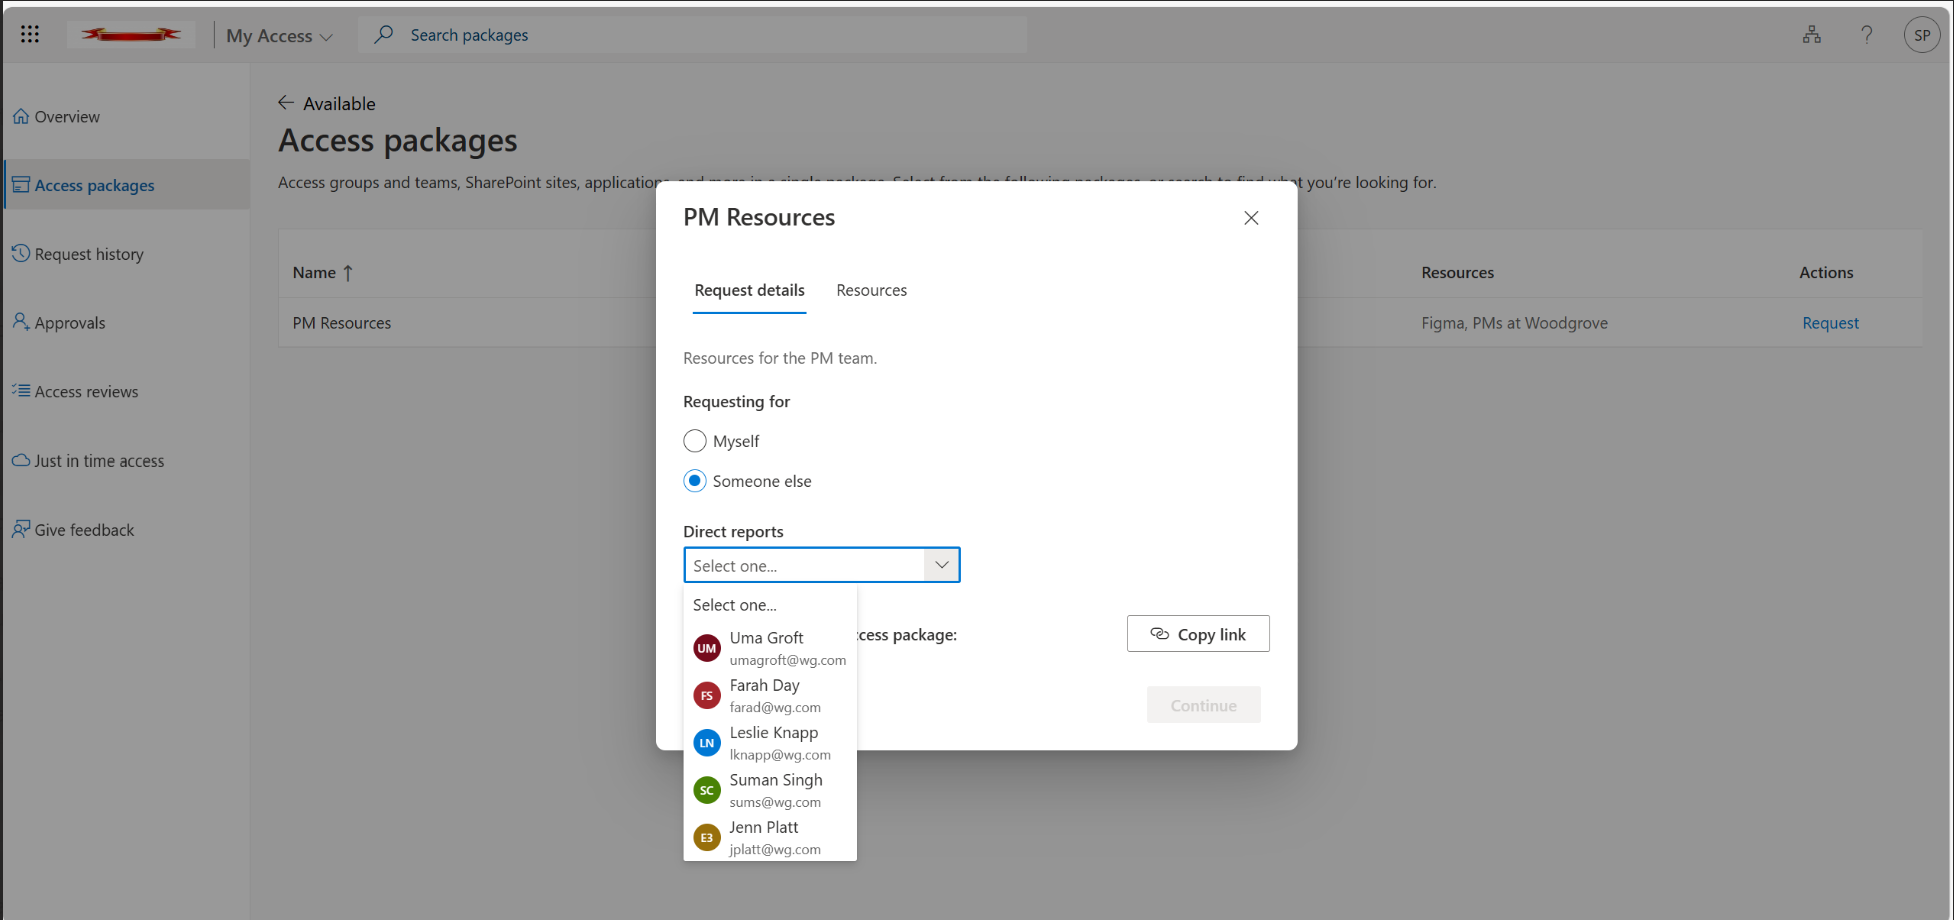 My Access
Search packages
SP
Overview
Access packages
Request history
Approvals
Access reviews
Just in time access
Give feedback
Available
Access packages
Access groups and teams, SharePoint sites, application you're looking for.
Name ↑
Resources
Actions
PM Resources
Figma, PMs at Woodgrove
Request
PM Resources
Request details
Resources
Resources for the PM team.
Requesting for
Myself
Someone else
Direct reports
Select one...
Select one...
UM
Uma Groft
umagroft@wg.com
FS
Farah Day
farad@wg.com
LN
Leslie Knapp
lknapp@wg.com
SC
Suman Singh
sums@wg.com
E3
Jenn Platt
jplatt@wg.com
package:
Copy link
Continue